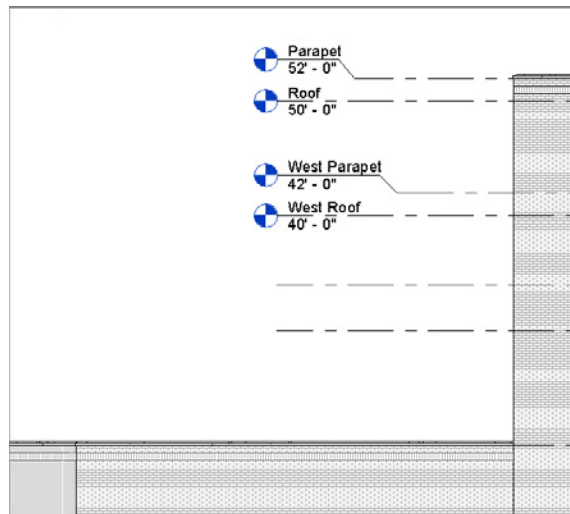 Parapet
52' - 0"
Roof
50' - 0"
West Parapet
42' - 0"
West Roof
40' - 0"